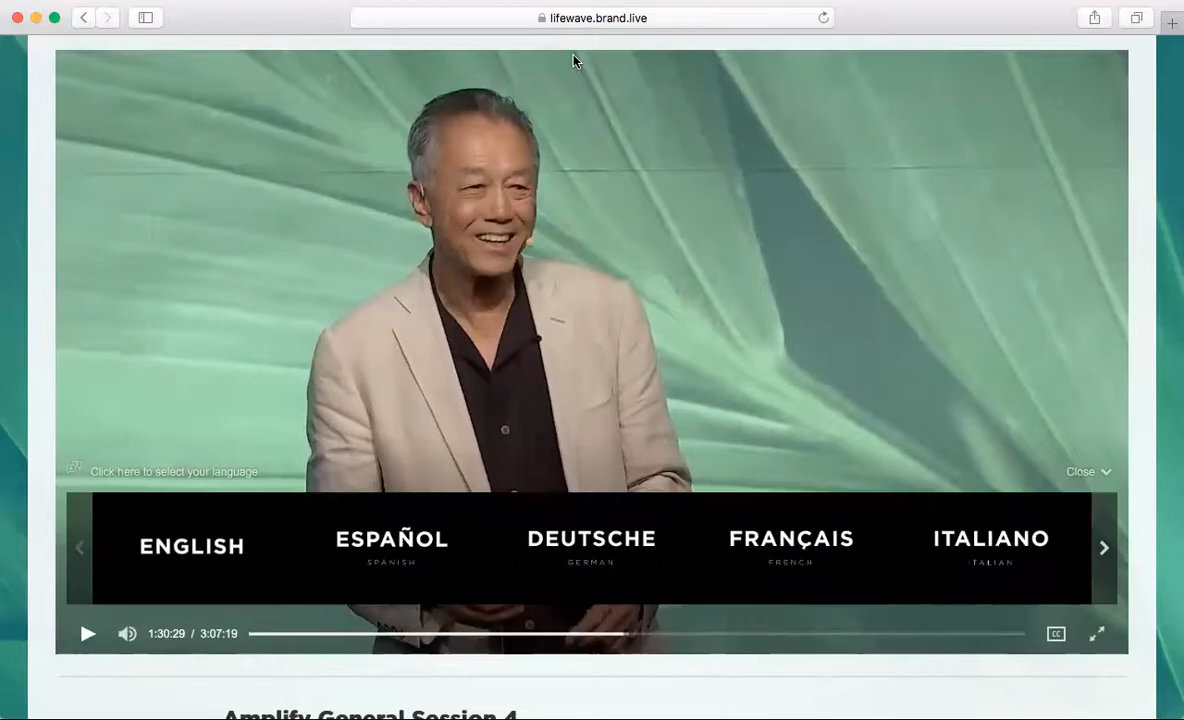 lifewave.brand.live
Click here to select your language
Close
ENGLISH
ESPAÑOL
SPANISH
DEUTSCHE
GERMAN
FRANÇAIS
FRENCH
ITALIANO
ITALIAN
1:30:29 / 3:07:19
CC
Amplify General Session 4